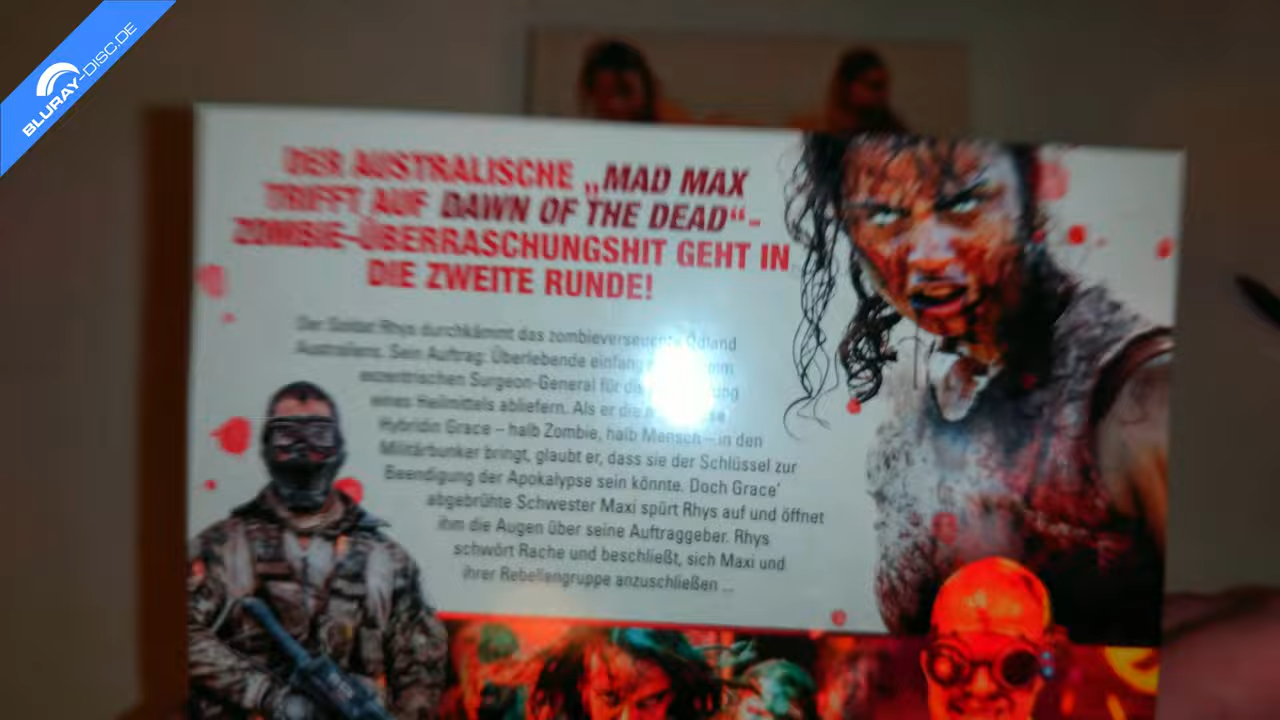 BLURAY-DISC.DE
DER AUSTRALISCHE „MAD MAX
TRIFFT AUF DAWN OF THE DEAD“-
ZOMBIE-ÜBERRASCHUNGSHIT GEHT IN
DIE ZWEITE RUNDE!
Der Soldat Rhys durchkämmt das zombieverseuchte Ödland
Australiens. Sein Auftrag: Überlebende
exzentrischen Surgeon-General für
eines Heilmittels abliefern. Als er die
Hybridin Grace – halb Zombie, halb Mensch – in den
Militärbunker bringt, glaubt er, dass sie der Schlüssel zur
Beendigung der Apokalypse sein könnte. Doch Grace'
abgebrühte Schwester Maxi spürt Rhys auf und öffnet
ihm die Augen über seine Auftraggeber. Rhys
schwört Rache und beschließt, sich Maxi und
ihrer Rebellengruppe anzuschließen ...